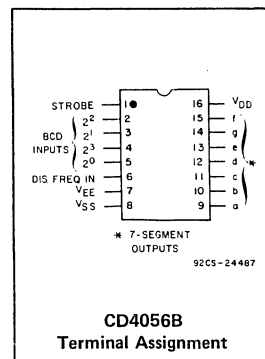 STROBE 1 16 VDD
2² 2 15 f
BCD 2¹ 3 14 g
INPUTS 2³ 4 13 e
2⁰ 5 12 d *
DIS. FREQ IN 6 11 c
VEE 7 10 b
VSS 8 9 a
* 7-SEGMENT
OUTPUTS
92CS-24487
CD4056B
Terminal Assignment